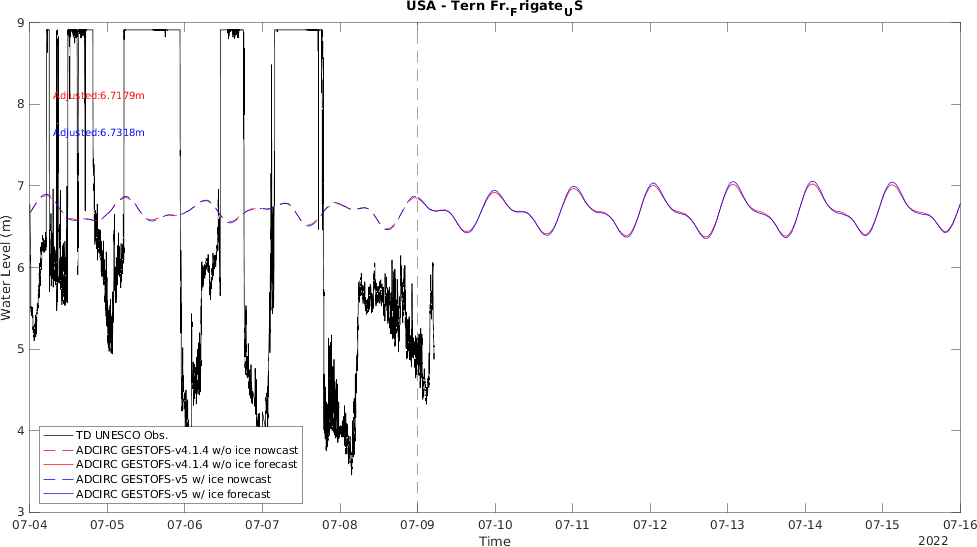 USA - Tern Fr.FrigateUS
9
8
7
6
5
4
3
Water Level (m)
Adjusted:6.7179m
Adjusted:6.7318m
TD UNESCO Obs.
ADCIRC GESTOFS-v4.1.4 w/o ice nowcast
ADCIRC GESTOFS-v4.1.4 w/o ice forecast
ADCIRC GESTOFS-v5 w/ ice nowcast
ADCIRC GESTOFS-v5 w/ ice forecast
07-04 07-05 07-06 07-07 07-08 07-09 07-10 07-11 07-12 07-13 07-14 07-15 07-16
Time
2022